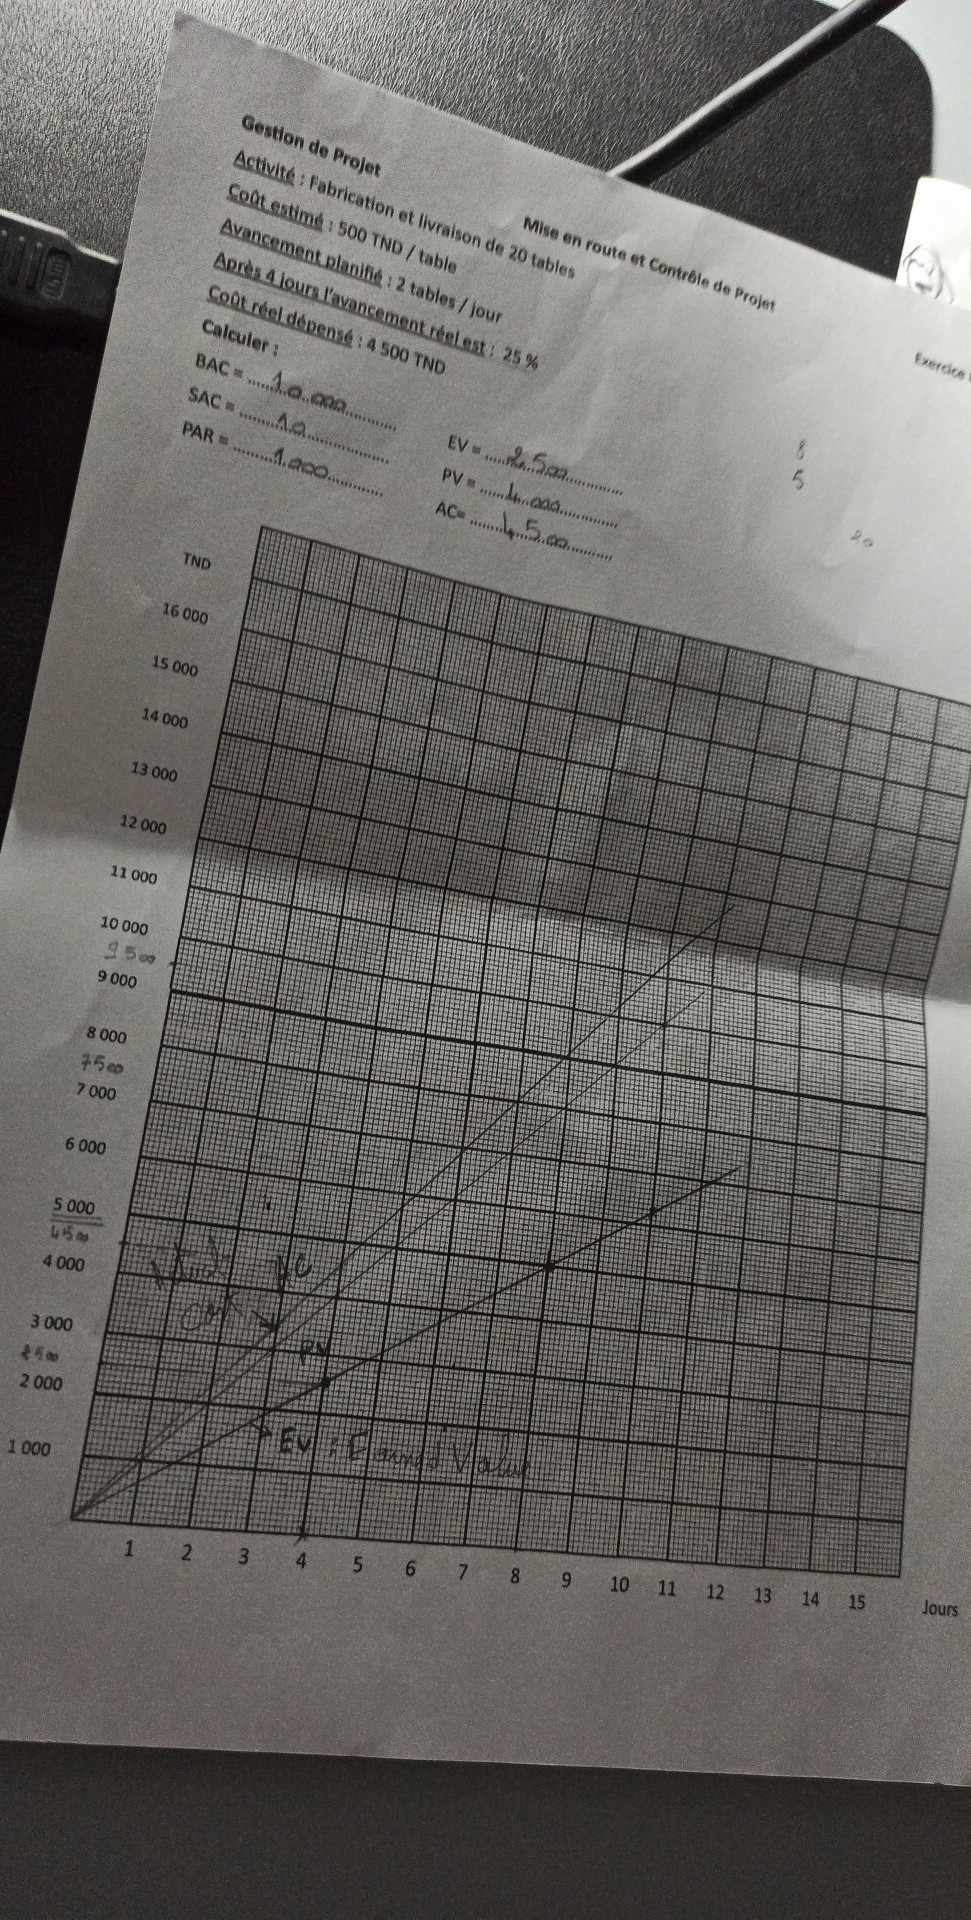 Gestion de Projet
Mise en route et Contrôle de Projet
Exercice
Activité : Fabrication et livraison de 20 tables
Coût estimé : 500 TND / table
Avancement planifié : 2 tables / jour
Après 4 jours l'avancement réel est : 25 %
Coût réel dépensé : 4 500 TND
Calculer :
BAC = 10.000
SAC = 10
PAR = 1.000
EV = 2.500
PV = 4.000
AC= 4.500
8
5
20
TND
16 000
15 000
14 000
13 000
12 000
11 000
10 000
9500
9 000
8 000
7500
7 000
6 000
5 000
4500
4 000
3 000
2500
2 000
1 000
AC
Cost
PV
EV : Earned Value
1 2 3 4 5 6 7 8 9 10 11 12 13 14 15
Jours